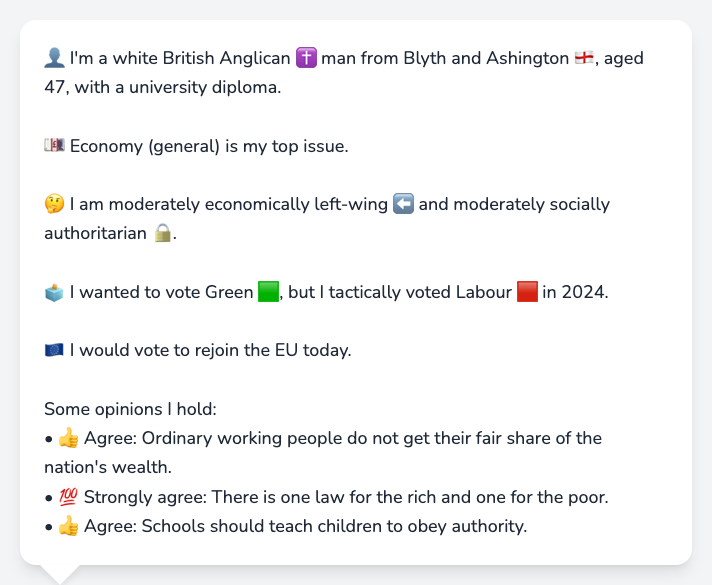 👤 I'm a white British Anglican ✝️ man from Blyth and Ashington 🏴󠁧󠁢󠁥󠁮󠁧󠁿, aged
47, with a university diploma.
💷 Economy (general) is my top issue.
🤔 I am moderately economically left-wing ⬅️ and moderately socially
authoritarian 🔒.
🗳️ I wanted to vote Green 🟩, but I tactically voted Labour 🟥 in 2024.
🇪🇺 I would vote to rejoin the EU today.
Some opinions I hold:
• 👍 Agree: Ordinary working people do not get their fair share of the
nation's wealth.
• 💯 Strongly agree: There is one law for the rich and one for the poor.
• 👍 Agree: Schools should teach children to obey authority.